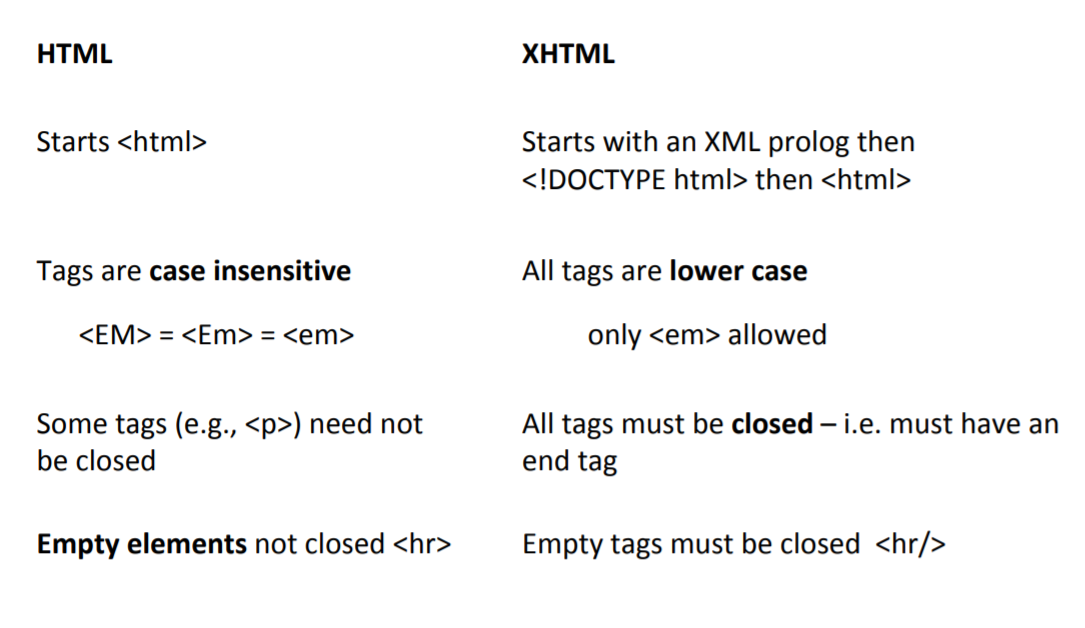 HTML
XHTML
Starts <html>
Starts with an XML prolog then
<!DOCTYPE html> then <html>
Tags are case insensitive
All tags are lower case
<EM> = <Em> = <em>
only <em> allowed
Some tags (e.g., <p>) need not
be closed
All tags must be closed – i.e. must have an
end tag
Empty elements not closed <hr>
Empty tags must be closed  <hr/>